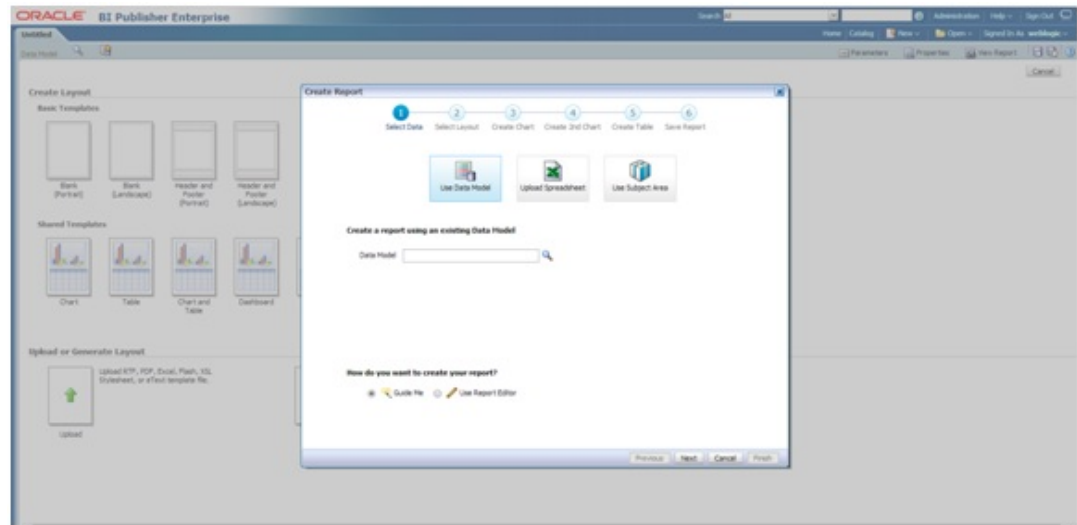 ORACLE BI Publisher Enterprise
Search All
Administration Help Sign Out
Untitled
Home Catalog New Open Signed In As weblogic
Data Model
Parameters Properties View Report
Cancel
Create Layout
Basic Templates
Blank (Portrait)
Blank (Landscape)
Header and Footer (Portrait)
Header and Footer (Landscape)
Shared Templates
Chart
Table
Chart and Table
Dashboard
Upload or Generate Layout
Upload RTF, PDF, Excel, Flash, XSL Stylesheet, or eText template file.
Upload
Create Report
1 2 3 4 5 6
Select Data Select Layout Create Chart Create 2nd Chart Create Table Save Report
Use Data Model Upload Spreadsheet Use Subject Area
Create a report using an existing Data Model
Data Model
How do you want to create your report?
Guide Me Use Report Editor
Previous Next Cancel Finish